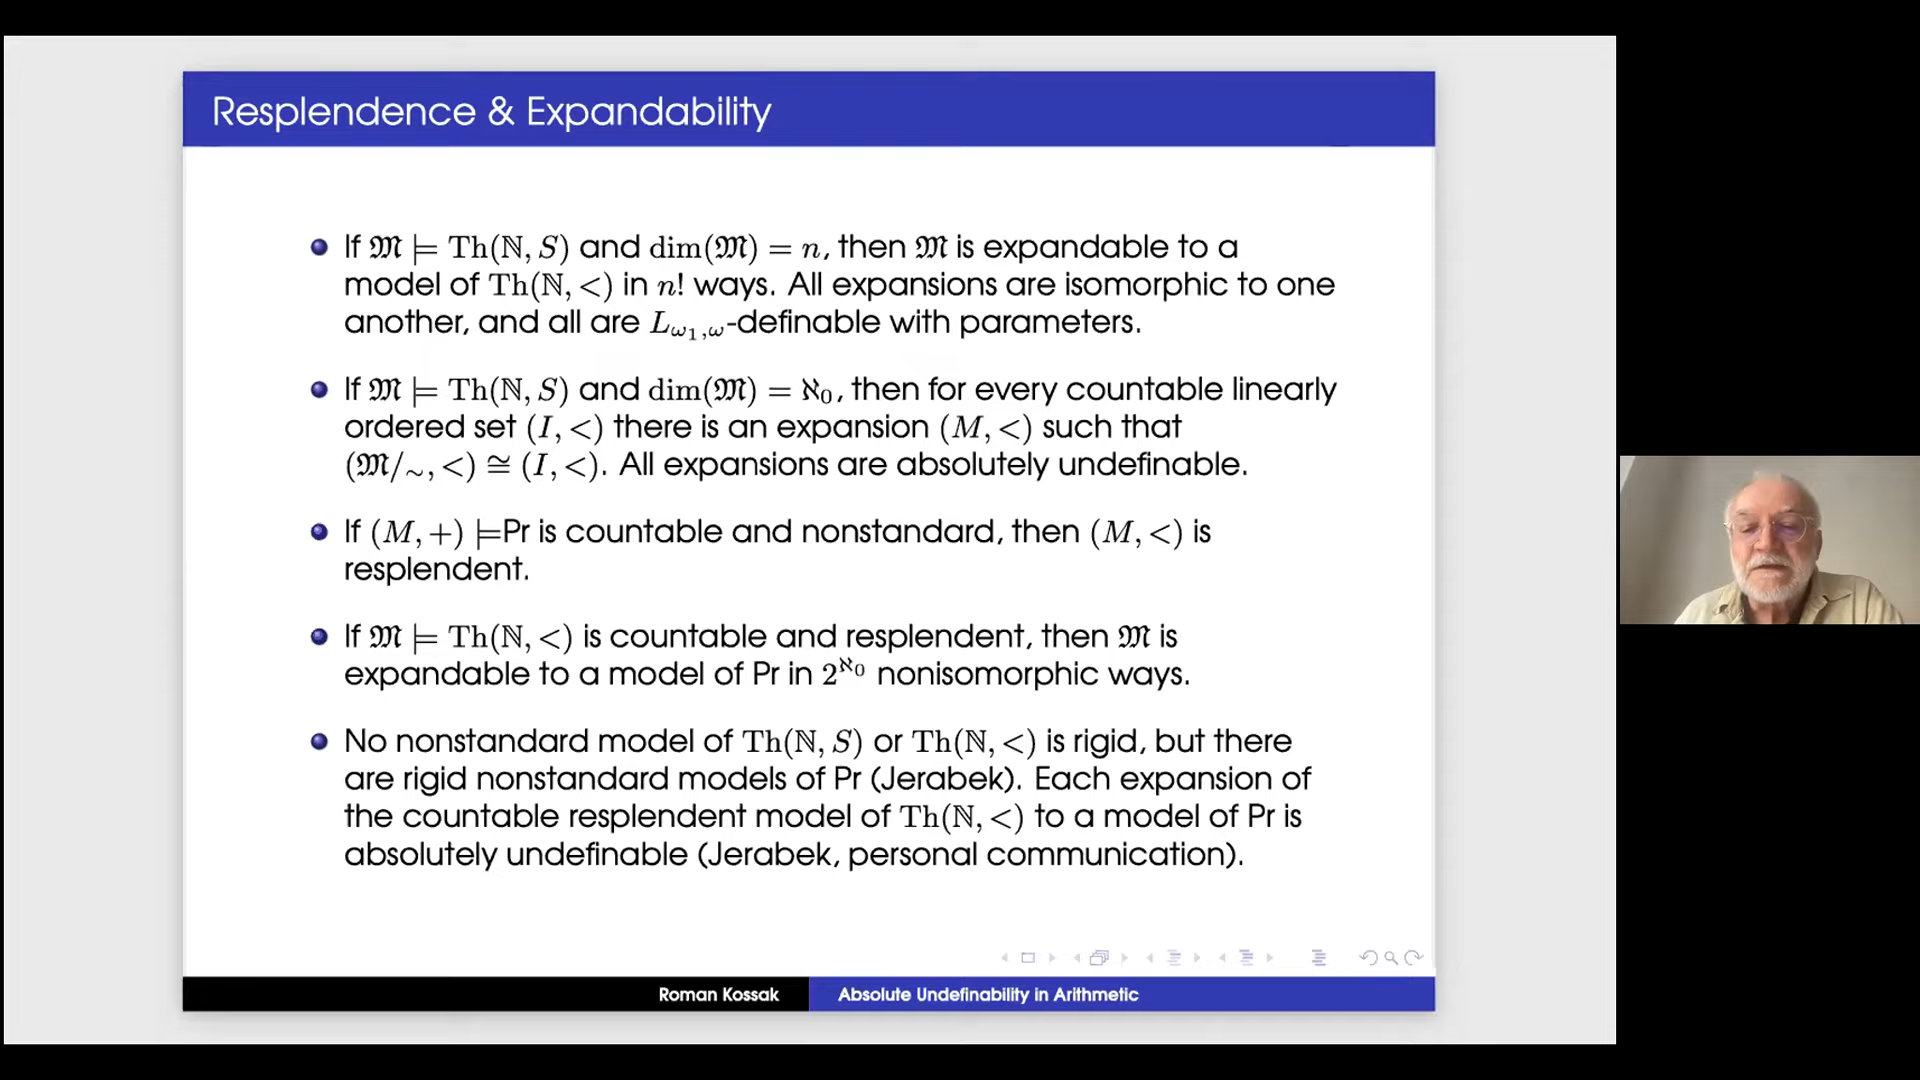 Resplendence & Expandability
If 𝔐 ⊨ Th(ℕ, S) and dim(𝔐) = n, then 𝔐 is expandable to a
model of Th(ℕ, <) in n! ways. All expansions are isomorphic to one
another, and all are L_{ω₁,ω}-definable with parameters.
If 𝔐 ⊨ Th(ℕ, S) and dim(𝔐) = ℵ₀, then for every countable linearly
ordered set (I, <) there is an expansion (M, <) such that
(𝔐/∼, <) ≅ (I, <). All expansions are absolutely undefinable.
If (M, +) ⊨Pr is countable and nonstandard, then (M, <) is
resplendent.
If 𝔐 ⊨ Th(ℕ, <) is countable and resplendent, then 𝔐 is
expandable to a model of Pr in 2^{ℵ₀} nonisomorphic ways.
No nonstandard model of Th(ℕ, S) or Th(ℕ, <) is rigid, but there
are rigid nonstandard models of Pr (Jerabek). Each expansion of
the countable resplendent model of Th(ℕ, <) to a model of Pr is
absolutely undefinable (Jerabek, personal communication).
Roman Kossak Absolute Undefinability in Arithmetic